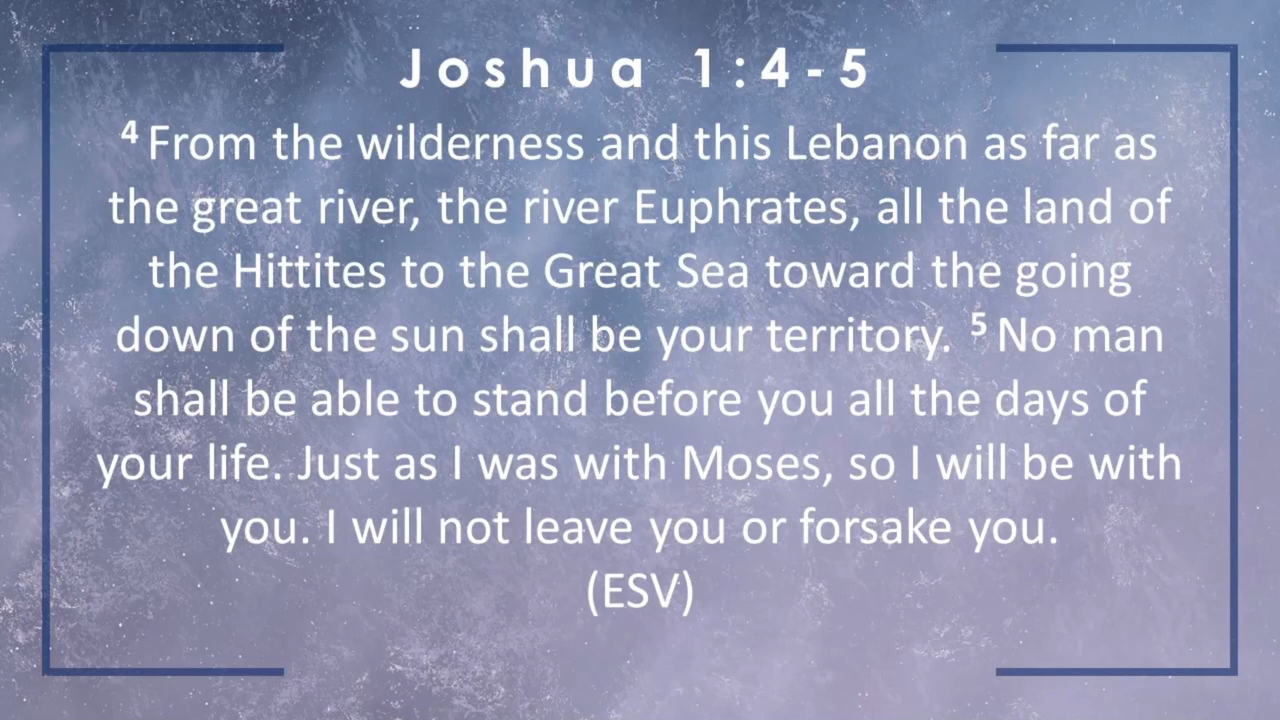 Joshua 1:4-5
4 From the wilderness and this Lebanon as far as
the great river, the river Euphrates, all the land of
the Hittites to the Great Sea toward the going
down of the sun shall be your territory. 5 No man
shall be able to stand before you all the days of
your life. Just as I was with Moses, so I will be with
you. I will not leave you or forsake you.
(ESV)